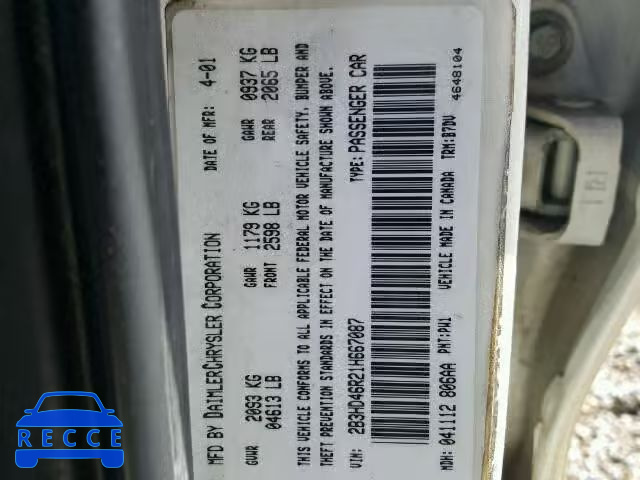 MFD BY DAIMLERCHRYSLER CORPORATION DATE OF MFR: 4-01
GVWR 2093 KG GAWR 1179 KG GAWR 0937 KG
04613 LB FRONT 2598 LB REAR 2065 LB
THIS VEHICLE CONFORMS TO ALL APPLICABLE FEDERAL MOTOR VEHICLE SAFETY, BUMPER AND
THEFT PREVENTION STANDARDS IN EFFECT ON THE DATE OF MANUFACTURE SHOWN ABOVE.
VIN: 2B3HD46R21H667087 TYPE: PASSENGER CAR
MDH: 041112 806AA PNT:PW1 VEHICLE MADE IN CANADA TRM:B7DV
4648104
RECCE